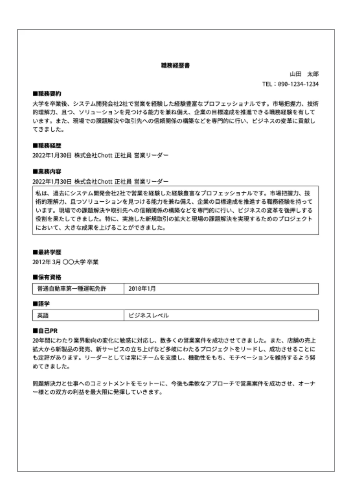 職務経歴書
山田　太郎
TEL：090-1234-1234
■職務要約
大学を卒業後、システム開発会社2社で営業を経験した経験豊富なプロフェッショナルです。市場把握力、技術
的理解力、且つ、ソリューションを見つける能力を兼ね備え、企業の目標達成を推進できる職務経験を有して
います。また、現場での課題解決や取引先への信頼関係の構築などを専門的に行い、ビジネスの変革に貢献し
てきました。
■職務経歴
2022年1月30日 株式会社Chott 正社員 営業リーダー
■業務内容
2022年1月30日 株式会社Chott 正社員 営業リーダー
私は、過去にシステム開発会社2社で営業を経験した経験豊富なプロフェッショナルです。市場把握力、技
術的理解力、且つソリューションを見つける能力を兼ね備え、企業の目標達成を推進する職務経験を持って
います。現場での課題解決や取引先への信頼関係の構築などを専門的に行い、ビジネスの変革を後押しする
役割を果たしてきました。特に、実施した新規取引の拡大と現場の課題解決を実現するためのプロジェクト
において、大きな成果を上げることができました。
■最終学歴
2012年 3月 〇〇大学 卒業
■保有資格
普通自動車第一種運転免許 2018年1月
■語学
英語 ビジネスレベル
■自己PR
20年間にわたり業界動向の変化に敏感に対応し、数多くの営業案件を成功させてきました。また、店舗の売上
拡大から新製品の発売、新サービスの立ち上げなど多岐にわたるプロジェクトをリードし、成功させることに
も定評があります。リーダーとしては常にチームを支援し、機動性をもち、モチベーションを維持するよう努
めてきました。
問題解決力と仕事へのコミットメントをモットーに、今後も柔軟なアプローチで営業案件を成功させ、オーナ
ー様との双方の利益を最大限に発揮していきます。